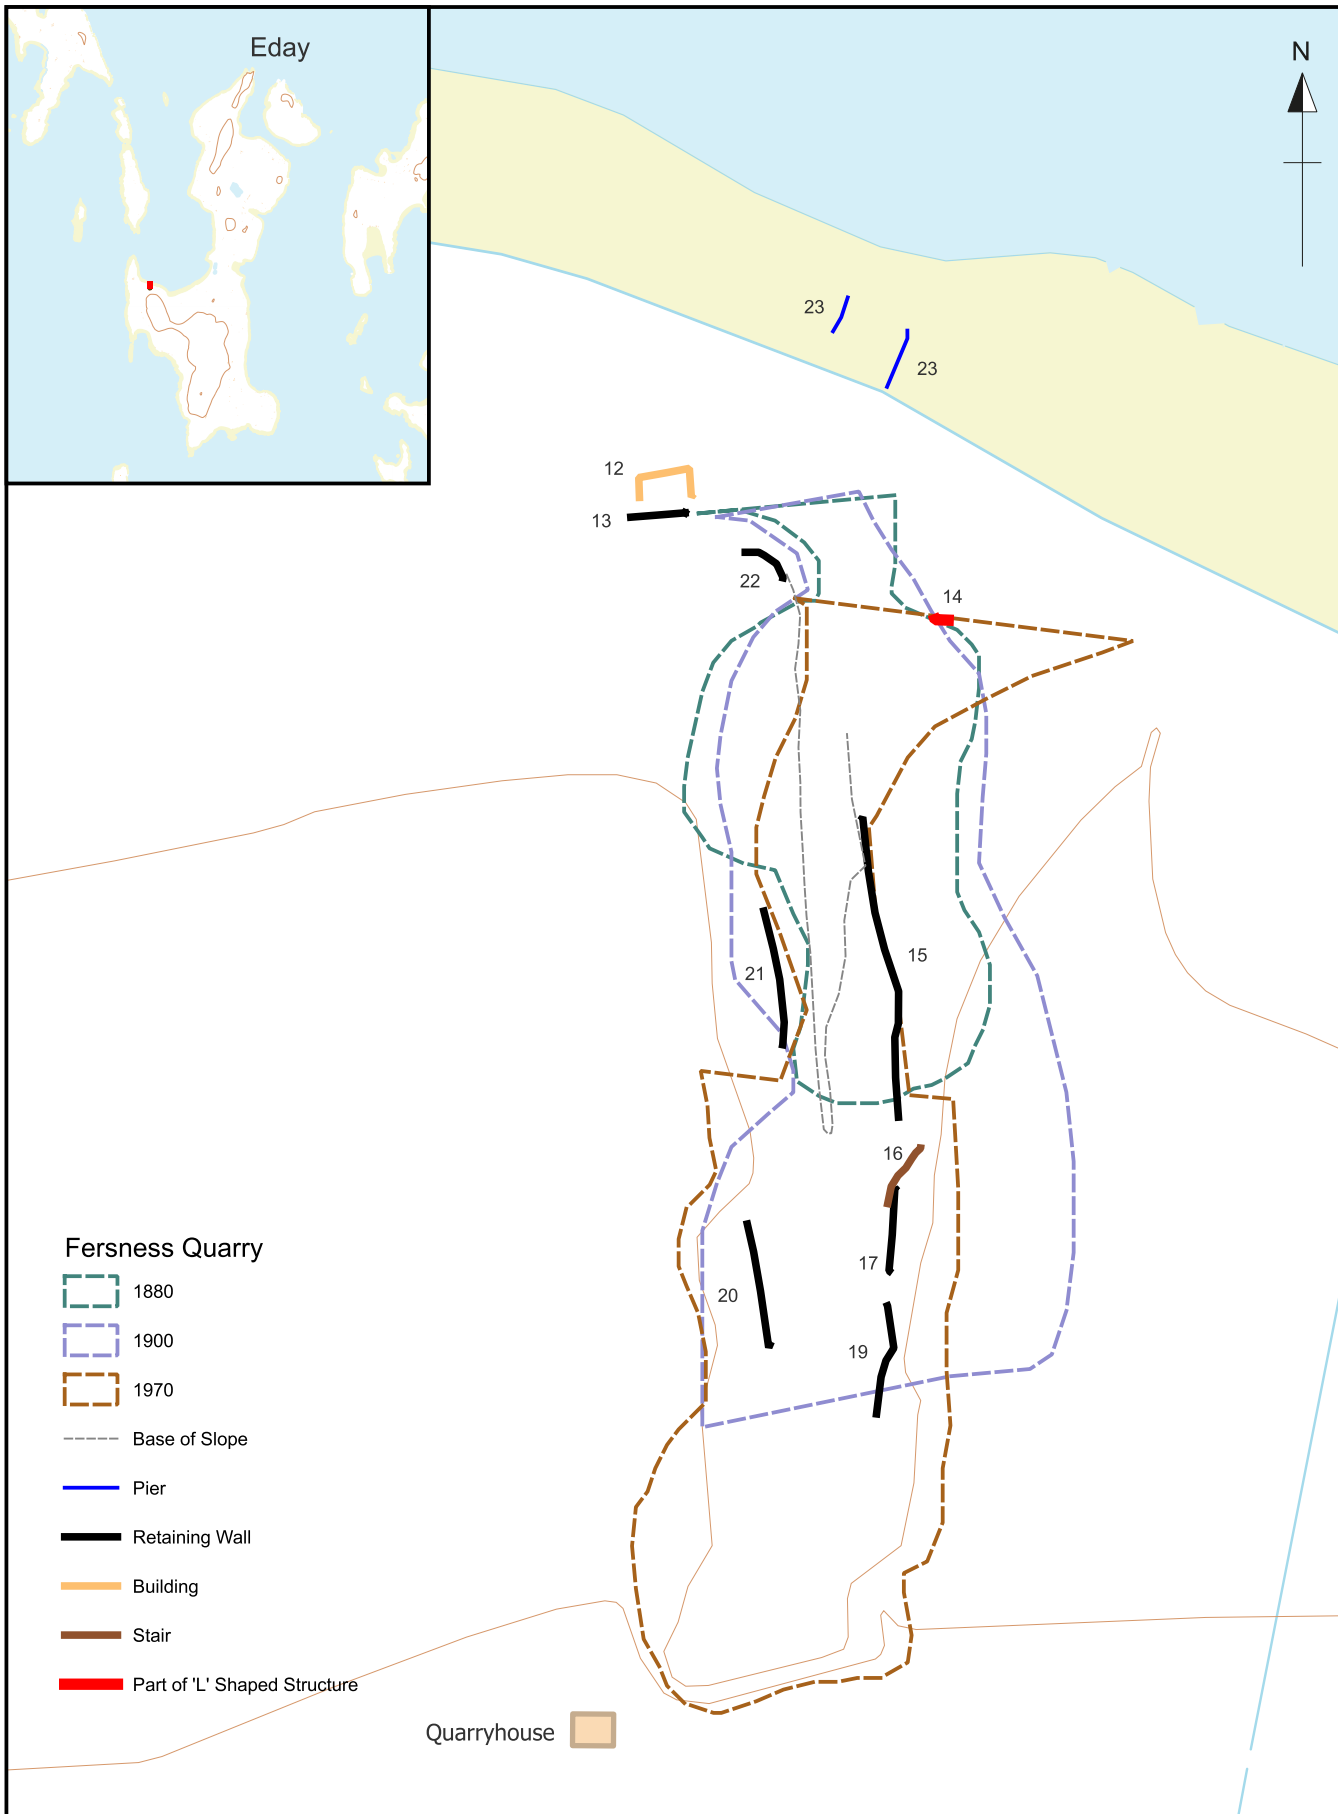 Eday
N
23
23
12
13
22
14
15
21
16
17
20
19
Fersness Quarry
1880
1900
1970
Base of Slope
Pier
Retaining Wall
Building
Stair
Part of 'L' Shaped Structure
Quarryhouse